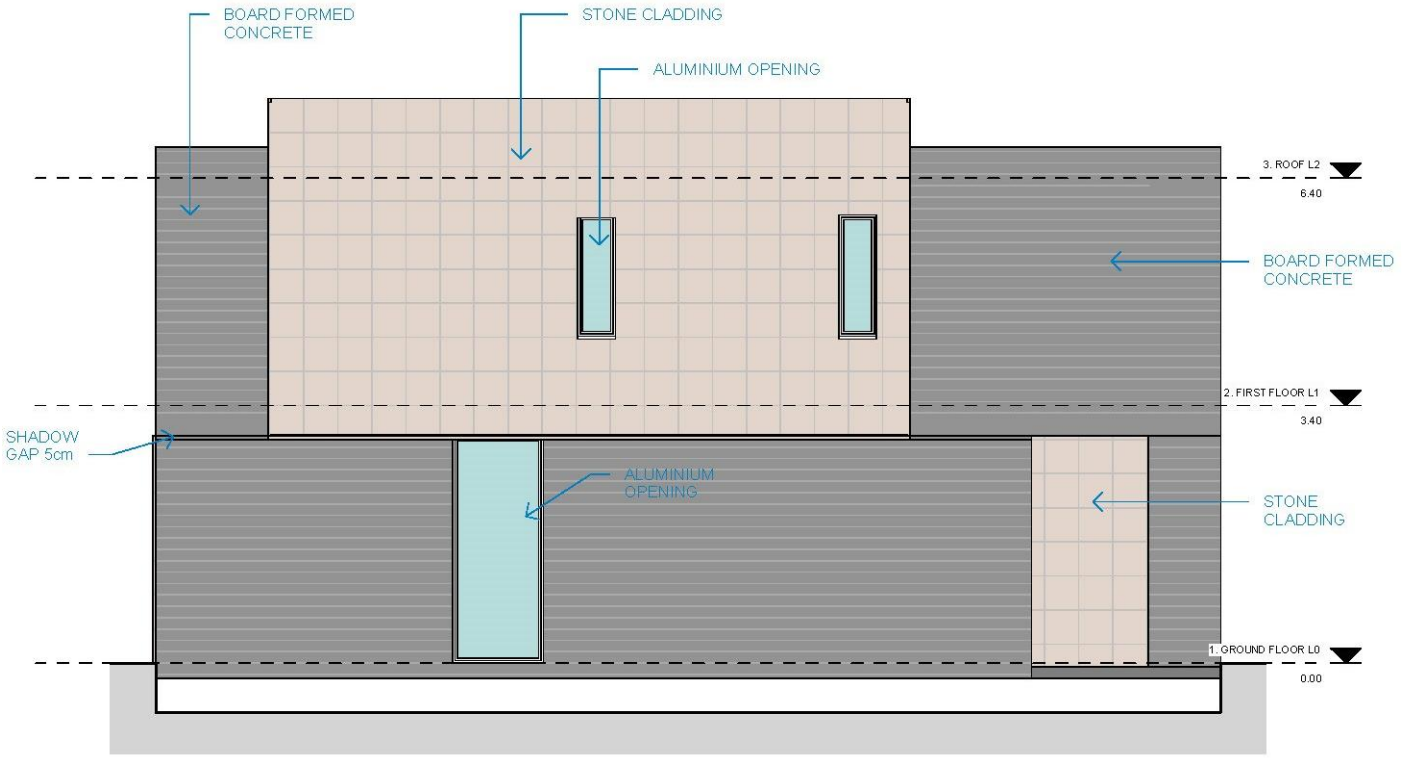 BOARD FORMED
CONCRETE
STONE CLADDING
ALUMINIUM OPENING
3. ROOF L2
6.40
BOARD FORMED
CONCRETE
2. FIRST FLOOR L1
3.40
SHADOW
GAP 5cm
ALUMINIUM
OPENING
STONE
CLADDING
1. GROUND FLOOR L0
0.00